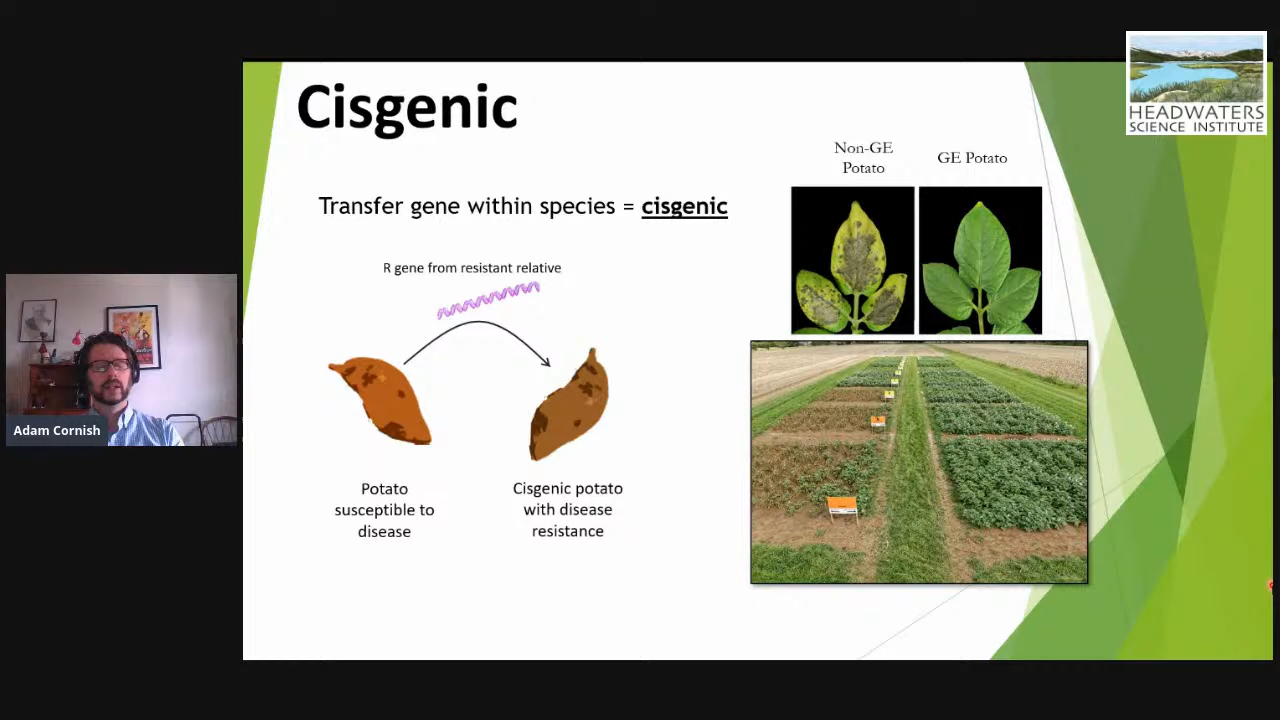 Cisgenic
Transfer gene within species = cisgenic
R gene from resistant relative
Potato
susceptible to
disease
Cisgenic potato
with disease
resistance
Non-GE
Potato
GE Potato
HEADWATERS
SCIENCE INSTITUTE
Adam Cornish